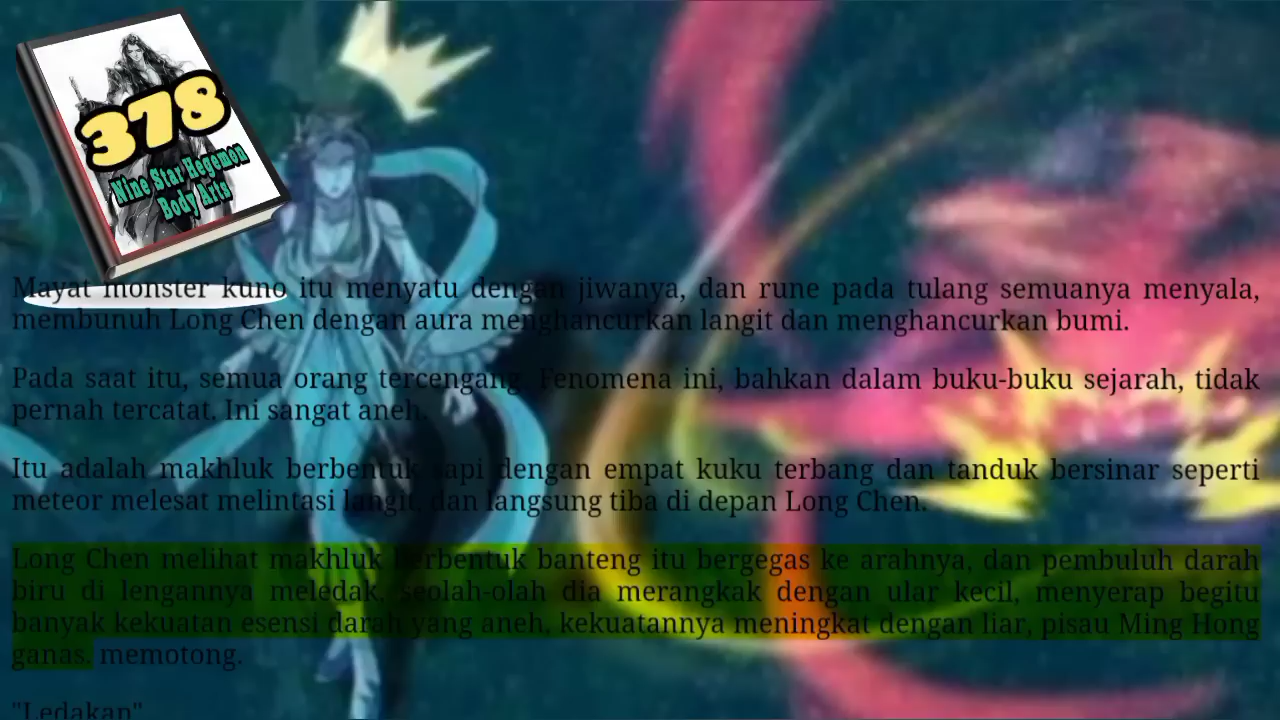 378
Nine Star Hegemon
Body Arts
Mayat monster kuno itu menyatu dengan jiwanya, dan rune pada tulang semuanya menyala,
membunuh Long Chen dengan aura menghancurkan langit dan menghancurkan bumi.
Pada saat itu, semua orang tercengang. Fenomena ini, bahkan dalam buku-buku sejarah, tidak
pernah tercatat. Ini sangat aneh.
Itu adalah makhluk berbentuk sapi dengan empat kuku terbang dan tanduk bersinar seperti
meteor melesat melintasi langit, dan langsung tiba di depan Long Chen.
Long Chen melihat makhluk berbentuk banteng itu bergegas ke arahnya, dan pembuluh darah
biru di lengannya meledak, seolah-olah dia merangkak dengan ular kecil, menyerap begitu
banyak kekuatan esensi darah yang aneh, kekuatannya meningkat dengan liar, pisau Ming Hong
ganas. memotong.
"Ledakan"